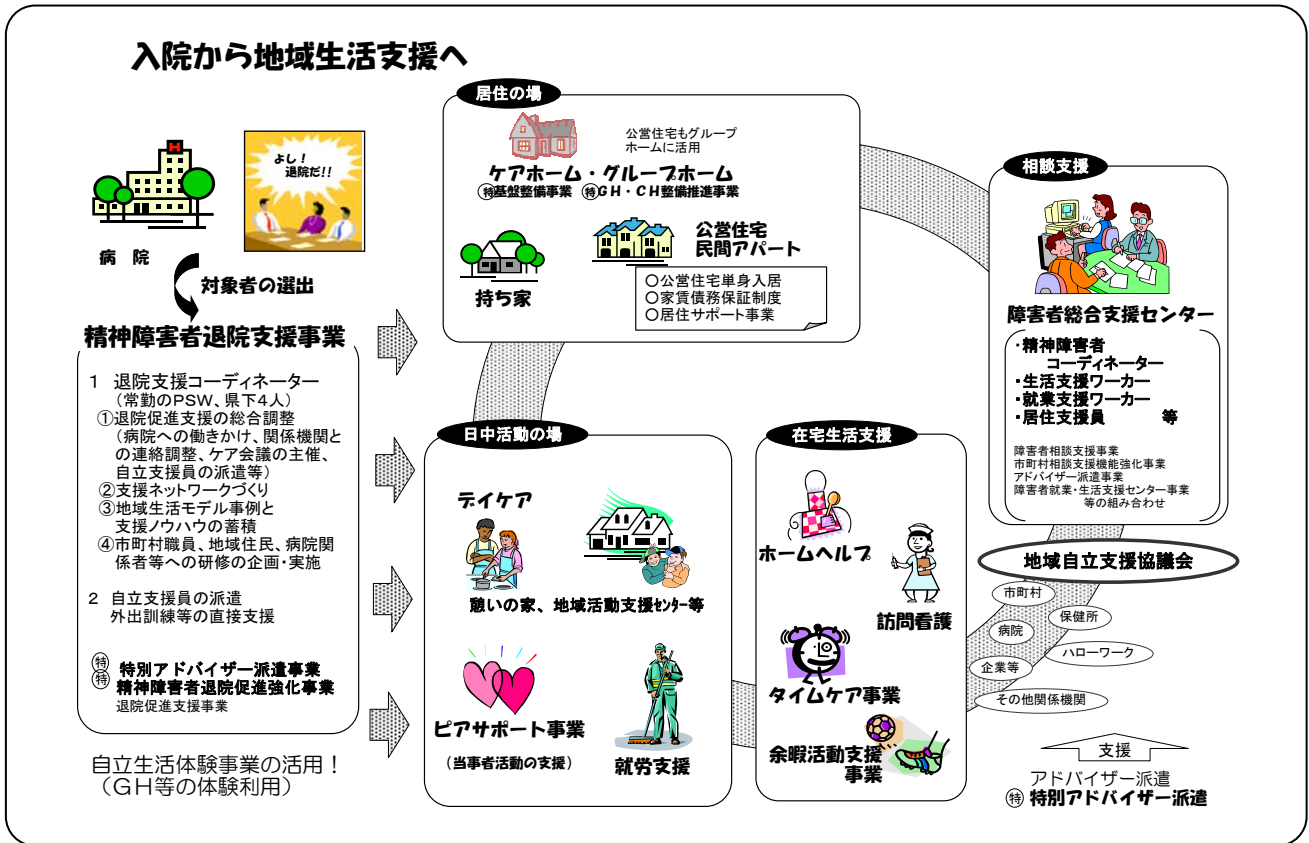 入院から地域生活支援へ
よし!
退院だ!!
H
病 院
対象者の選出
精神障害者退院支援事業
1 退院支援コーディネーター
(常勤のPSW、県下4人)
①退院促進支援の総合調整
(病院への働きかけ、関係機関と
の連絡調整、ケア会議の主催、
自立支援員の派遣等)
②支援ネットワークづくり
③地域生活モデル事例と
支援ノウハウの蓄積
④市町村職員、地域住民、病院関
係者等への研修の企画・実施
2 自立支援員の派遣
外出訓練等の直接支援
㊕ 特別アドバイザー派遣事業
㊕ 精神障害者退院促進強化事業
退院促進支援事業
自立生活体験事業の活用!
(GH等の体験利用)
居住の場
公営住宅もグループ
ホームに活用
ケアホーム・グループホーム
㊕基盤整備事業 ㊕GH・CH整備推進事業
持ち家
公営住宅
民間アパート
○公営住宅単身入居
○家賃債務保証制度
○居住サポート事業
日中活動の場
デイケア
憩いの家、地域活動支援センター等
ピアサポート事業
(当事者活動の支援)
就労支援
在宅生活支援
ホームヘルプ
訪問看護
タイムケア事業
余暇活動支援
事業
相談支援
障害者総合支援センター
・精神障害者
コーディネーター
・生活支援ワーカー
・就業支援ワーカー
・居住支援員 等
障害者相談支援事業
市町村相談支援機能強化事業
アドバイザー派遣事業
障害者就業・生活支援センター事業
等の組み合わせ
地域自立支援協議会
市町村
保健所
病院
ハローワーク
企業等
その他関係機関
支援
アドバイザー派遣
㊕ 特別アドバイザー派遣